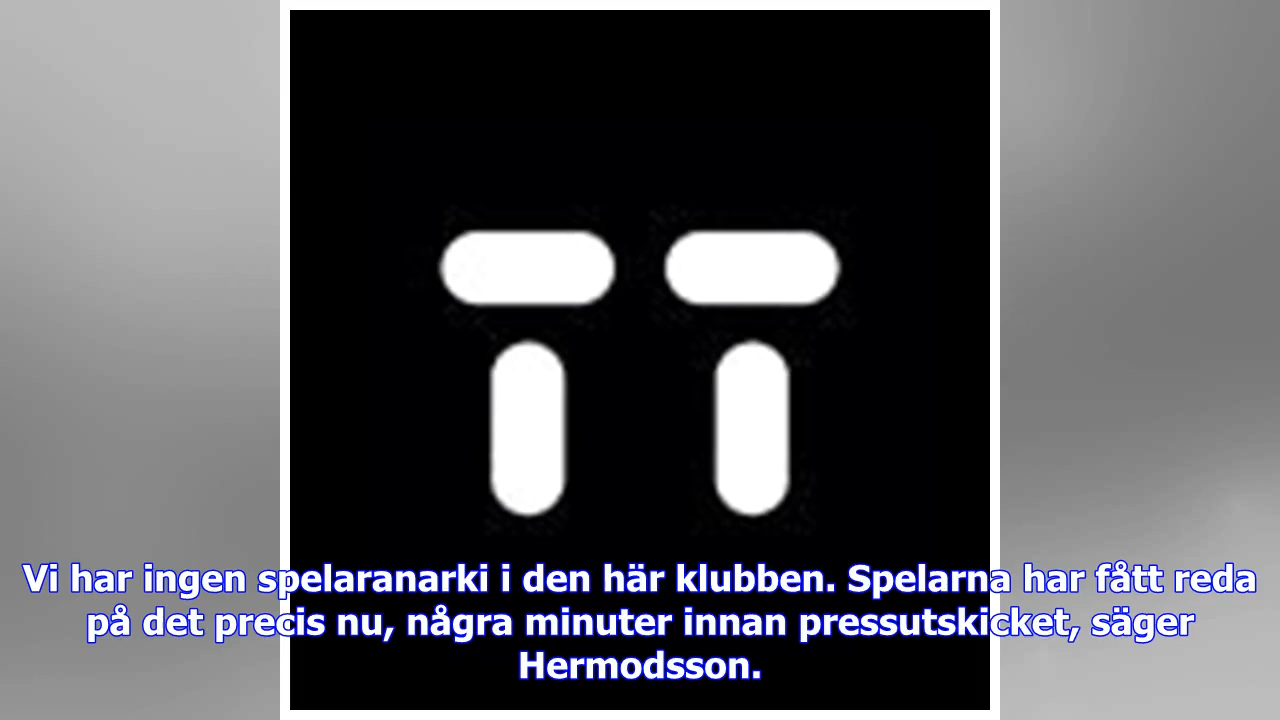 TT
Vi har ingen spelaranarki i den här klubben. Spelarna har fått reda
på det precis nu, några minuter innan pressutskicket, säger
Hermodsson.